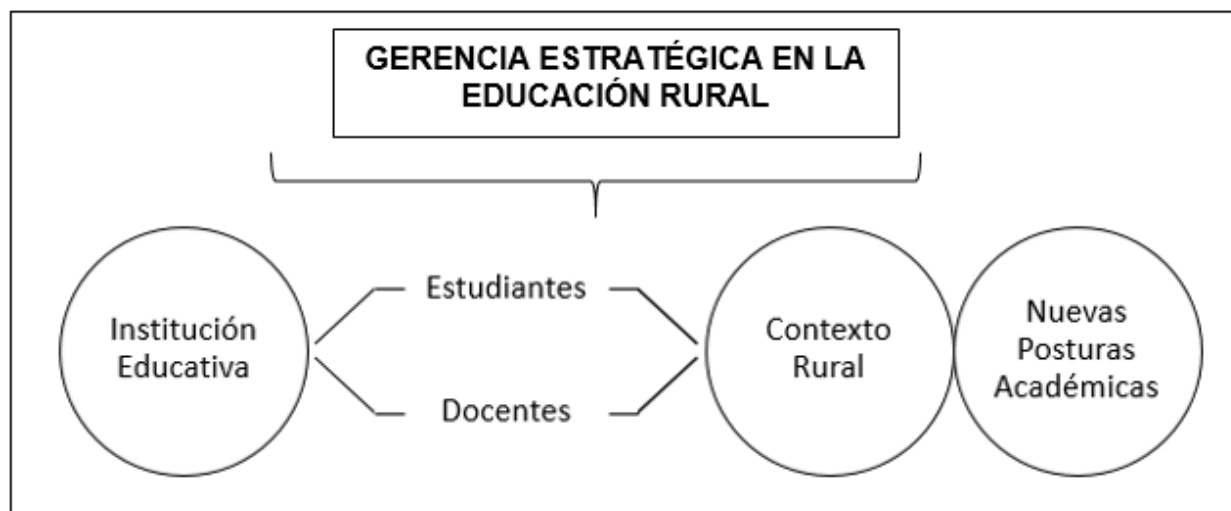 GERENCIA ESTRATÉGICA EN LA
EDUCACIÓN RURAL
Institución
Educativa
Estudiantes
Docentes
Contexto
Rural
Nuevas
Posturas
Académicas